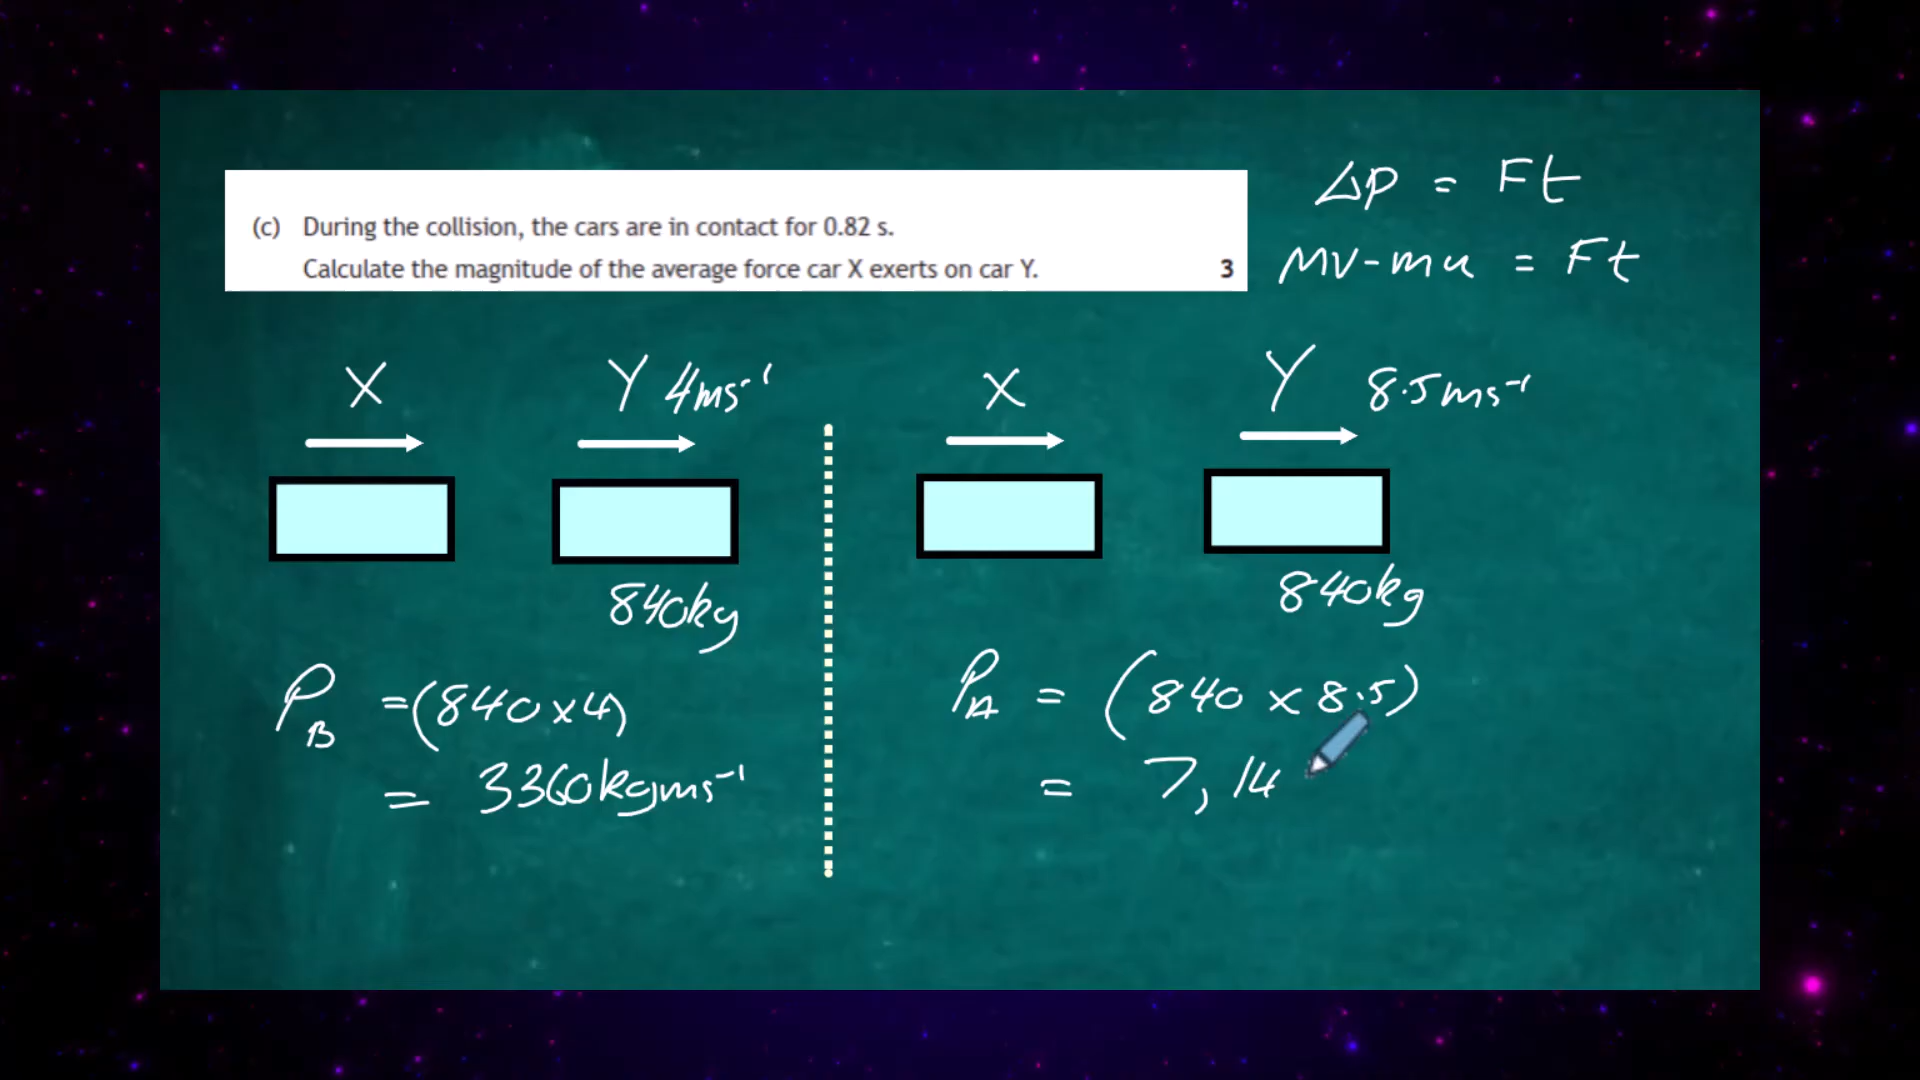 (c) During the collision, the cars are in contact for 0.82 s.
Calculate the magnitude of the average force car X exerts on car Y. 3
Δp = Ft
mv-mu = Ft
X
Y 4ms⁻¹
840kg
P_B =(840x4)
= 3360kgms⁻¹
X
Y 8.5ms⁻¹
840kg
P_A = (840 x 8.5)
= 7,14